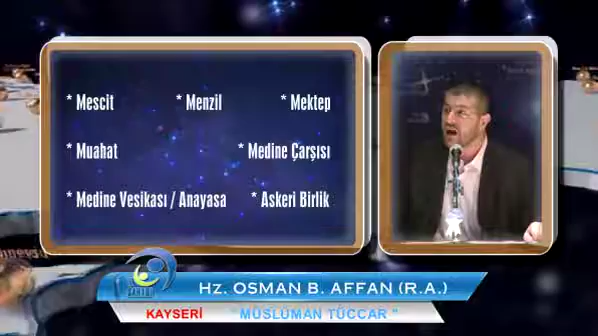 * Mescit * Menzil * Mektep
* Muahat * Medine Çarşısı
* Medine Vesikası / Anayasa * Askeri Birlik
Hz. OSMAN B. AFFAN (R.A.)
KAYSERİ " MÜSLÜMAN TÜCCAR "